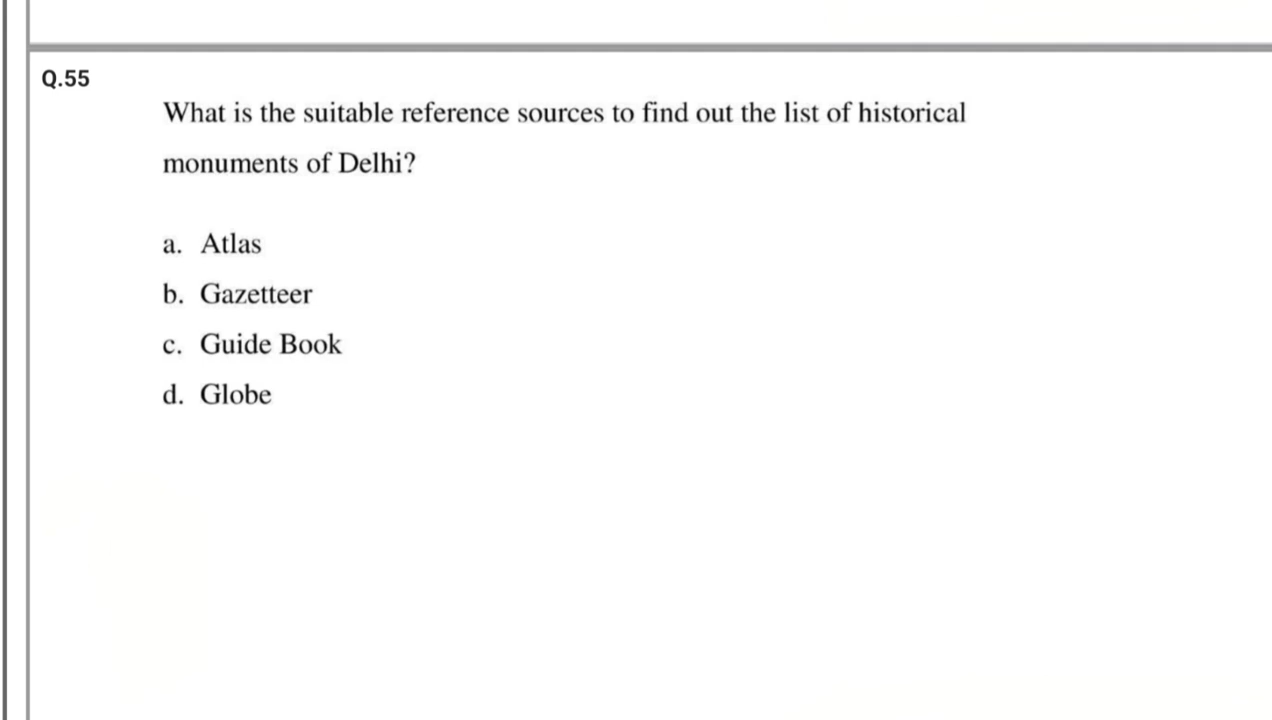 Q.55
What is the suitable reference sources to find out the list of historical
monuments of Delhi?
a. Atlas
b. Gazetteer
c. Guide Book
d. Globe